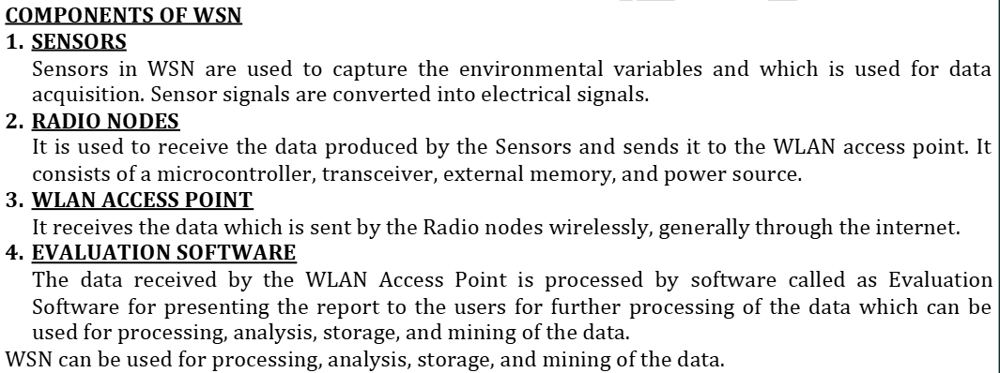 COMPONENTS OF WSN
1. SENSORS
Sensors in WSN are used to capture the environmental variables and which is used for data
acquisition. Sensor signals are converted into electrical signals.
2. RADIO NODES
It is used to receive the data produced by the Sensors and sends it to the WLAN access point. It
consists of a microcontroller, transceiver, external memory, and power source.
3. WLAN ACCESS POINT
It receives the data which is sent by the Radio nodes wirelessly, generally through the internet.
4. EVALUATION SOFTWARE
The data received by the WLAN Access Point is processed by software called as Evaluation
Software for presenting the report to the users for further processing of the data which can be
used for processing, analysis, storage, and mining of the data.
WSN can be used for processing, analysis, storage, and mining of the data.